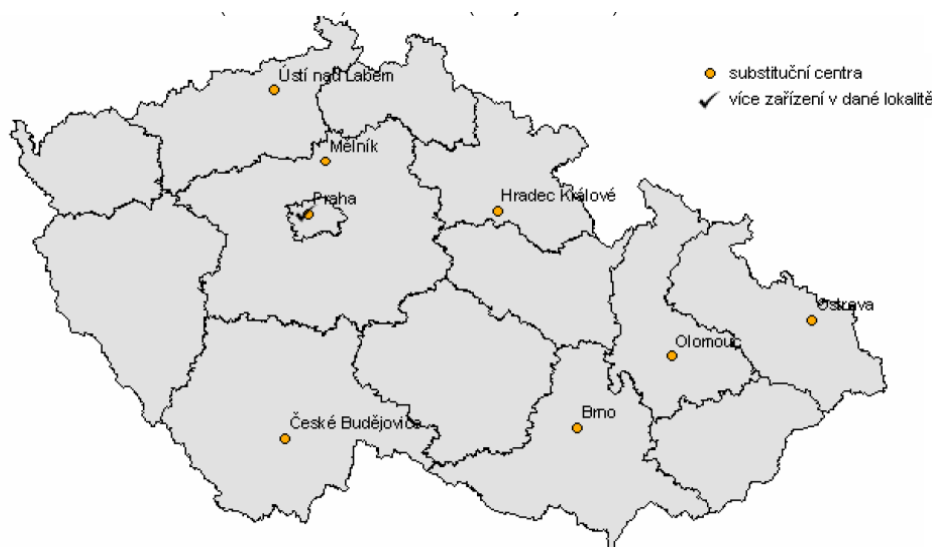 Ústí nad Labem
substituční centra
více zařízení v dané lokalitě
Mělník
Praha
Hradec Králové
Ostrava
Olomouc
České Budějovice
Brno